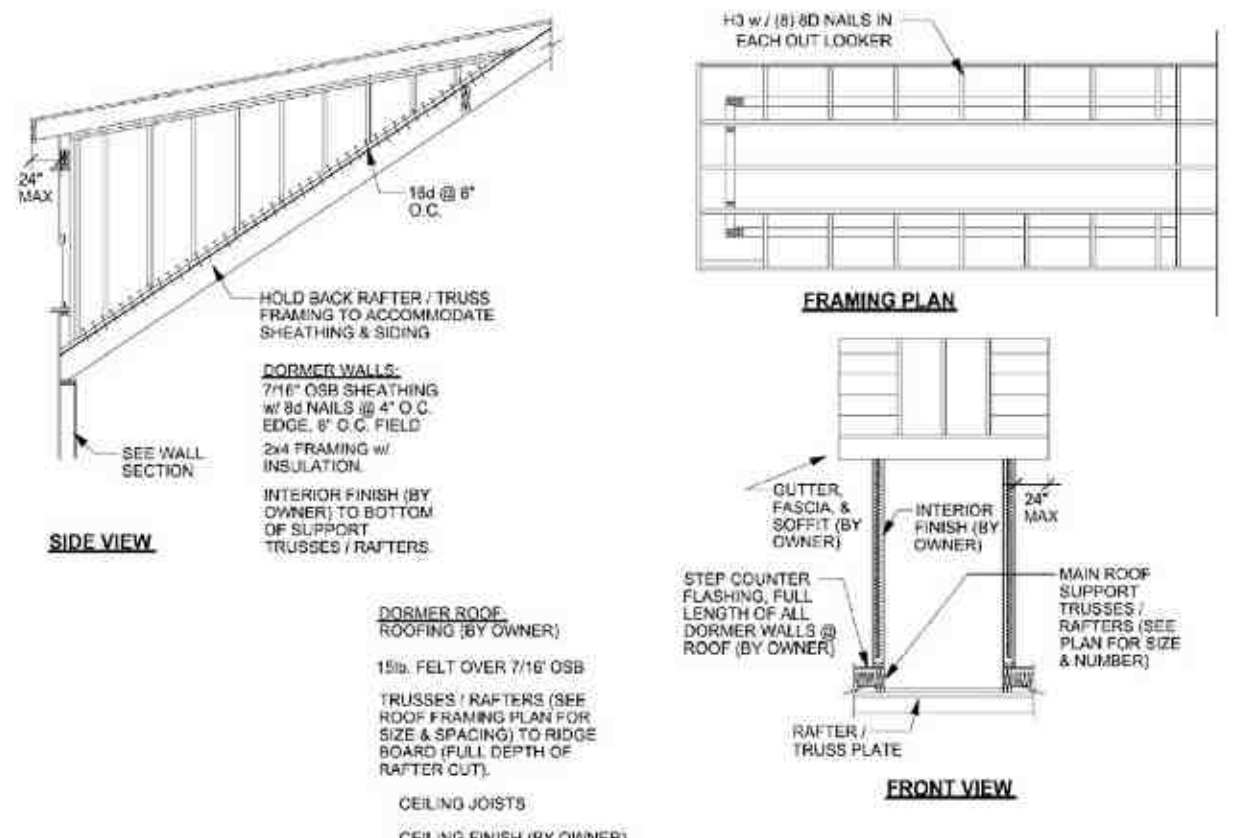 24"
MAX
16d @ 6"
O.C.
HOLD BACK RAFTER / TRUSS
FRAMING TO ACCOMMODATE
SHEATHING & SIDING
DORMER WALLS:
7/16" OSB SHEATHING
w/ 8d NAILS @ 4" O.C.
EDGE, 8" O.C. FIELD
2x4 FRAMING w/
INSULATION.
INTERIOR FINISH (BY
OWNER) TO BOTTOM
OF SUPPORT
TRUSSES / RAFTERS.
SEE WALL
SECTION
SIDE VIEW
DORMER ROOF:
ROOFING (BY OWNER)
15lb. FELT OVER 7/16" OSB
TRUSSES / RAFTERS (SEE
ROOF FRAMING PLAN FOR
SIZE & SPACING) TO RIDGE
BOARD (FULL DEPTH OF
RAFTER CUT).
CEILING JOISTS
CEILING FINISH (BY OWNER)
H3 w / (8) 8D NAILS IN
EACH OUT LOOKER
FRAMING PLAN
GUTTER,
FASCIA, &
SOFFIT (BY
OWNER)
INTERIOR
FINISH (BY
OWNER)
24"
MAX
STEP COUNTER
FLASHING, FULL
LENGTH OF ALL
DORMER WALLS @
ROOF (BY OWNER)
MAIN ROOF
SUPPORT
TRUSSES /
RAFTERS (SEE
PLAN FOR SIZE
& NUMBER)
RAFTER /
TRUSS PLATE
FRONT VIEW